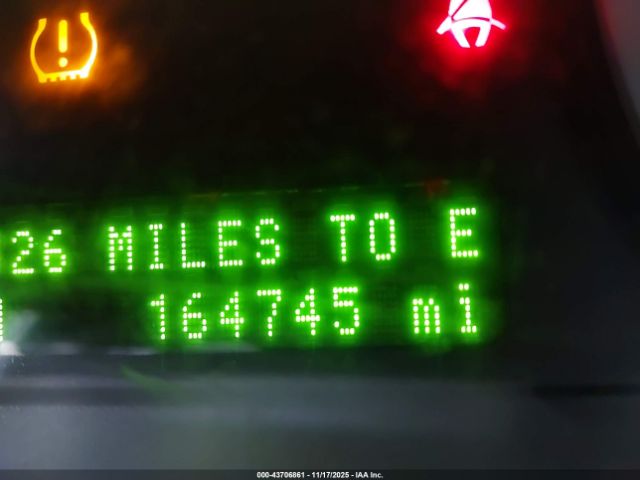 26 MILES TO E
164745 mi
000-43706861 - 11/17/2025 - IAA Inc.